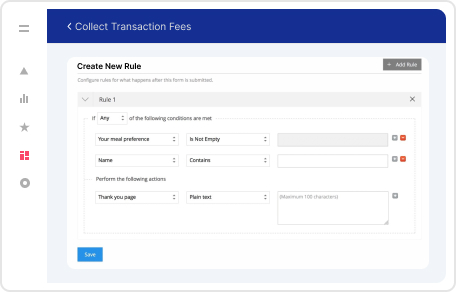 Collect Transaction Fees
Create New Rule
+ Add Rule
Configure rules for what happens after this form is submitted.
Rule 1
If Any of the following conditions are met
Your meal preference Is Not Empty
Name Contains
Perform the following actions
Thank you page Plain text (Maximum 100 characters)
Save